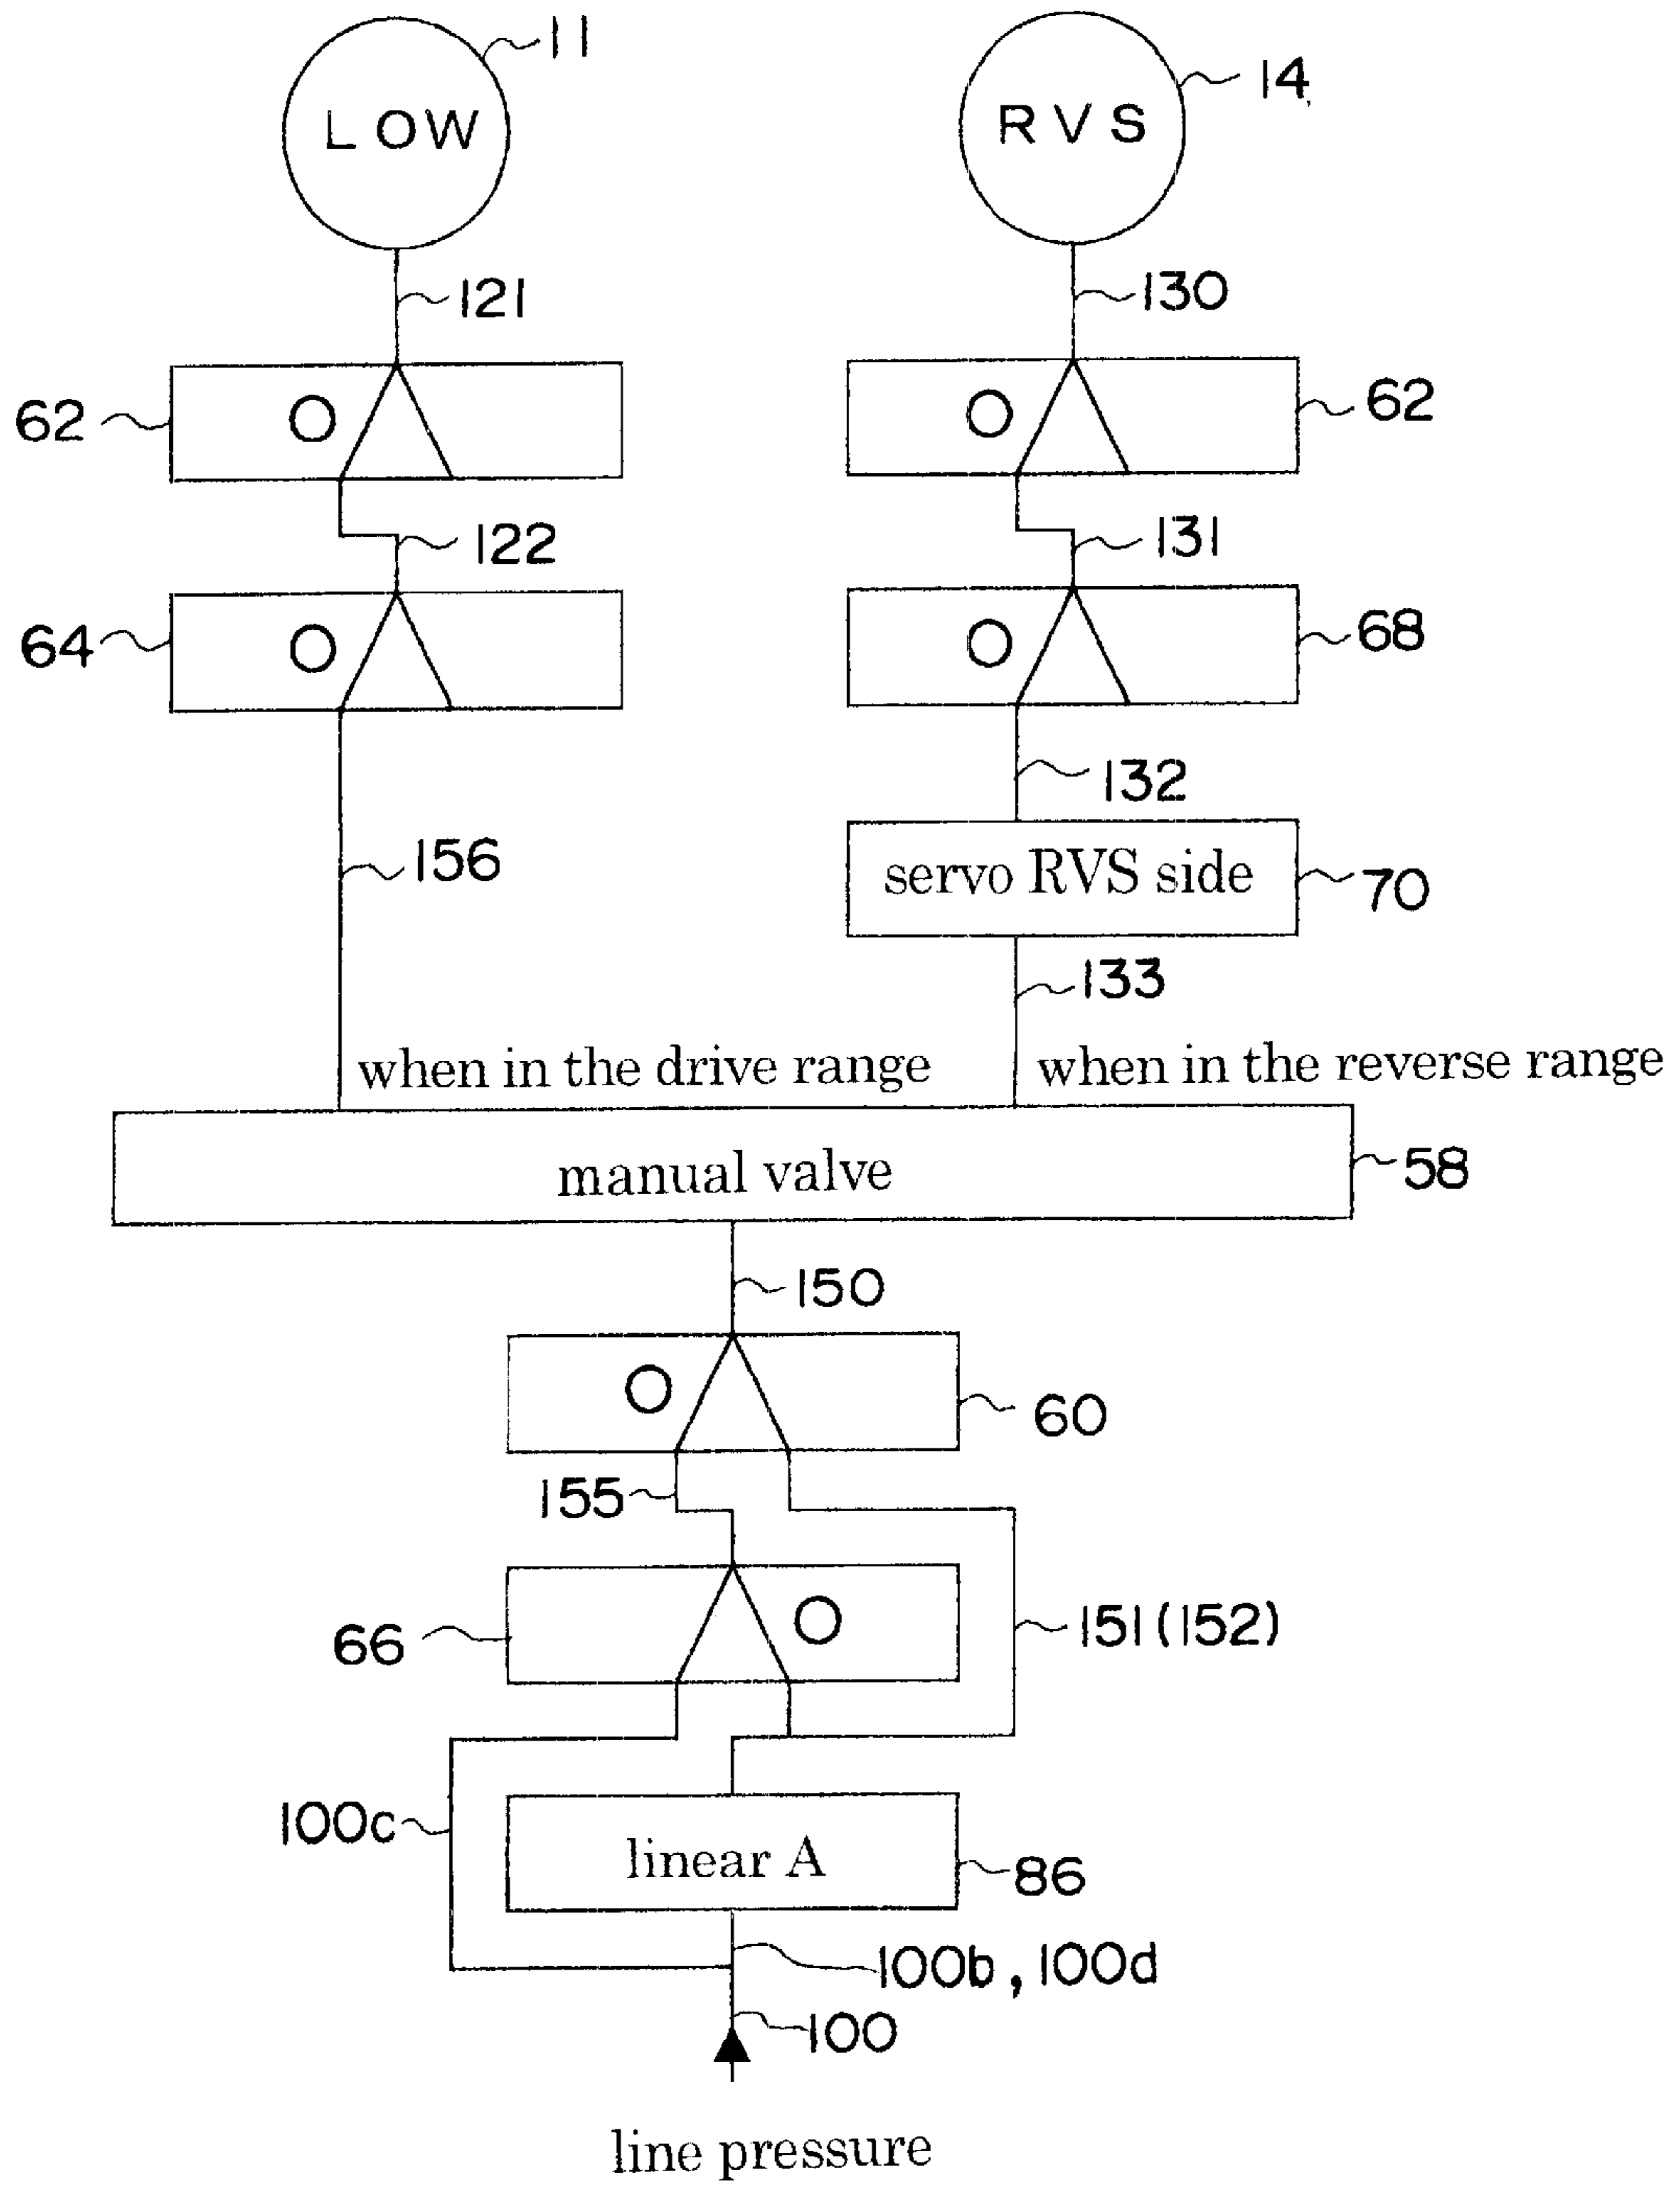 11
14
LOW
RVS
121
130
62
62
122
131
64
68
132
156
servo RVS side
70
133
when in the drive range
when in the reverse range
manual valve
58
150
60
155
151(152)
66
100c
linear A
86
100b, 100d
100
line pressure